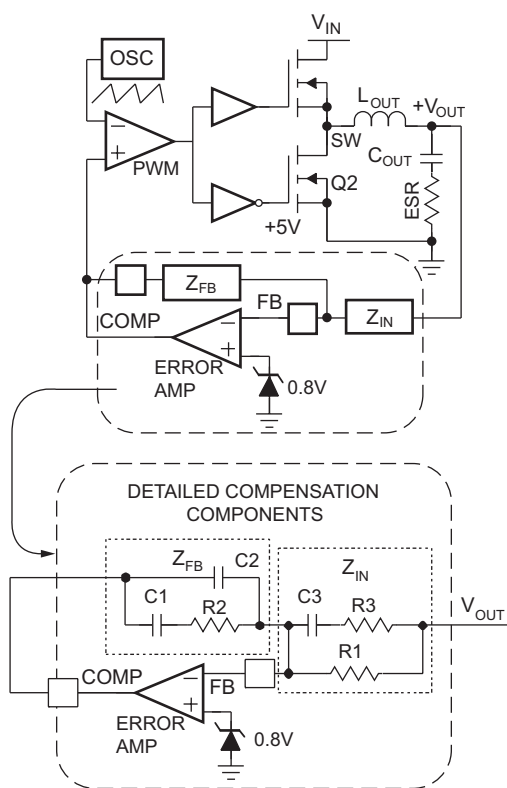 V_IN
OSC
L_OUT
+V_OUT
PWM
SW
C_OUT
ESR
Q2
+5V
Z_FB
COMP
FB
Z_IN
ERROR
AMP
0.8V
DETAILED COMPENSATION
COMPONENTS
Z_FB
C2
Z_IN
C1
R2
C3
R3
V_OUT
R1
COMP
FB
ERROR
AMP
0.8V